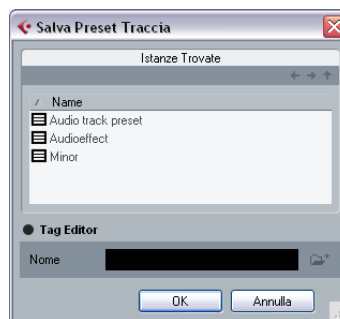 Salva Preset Traccia
Istanze Trovate
/ Name
Audio track preset
Audioeffect
Minor
Tag Editor
Nome
OK
Annulla